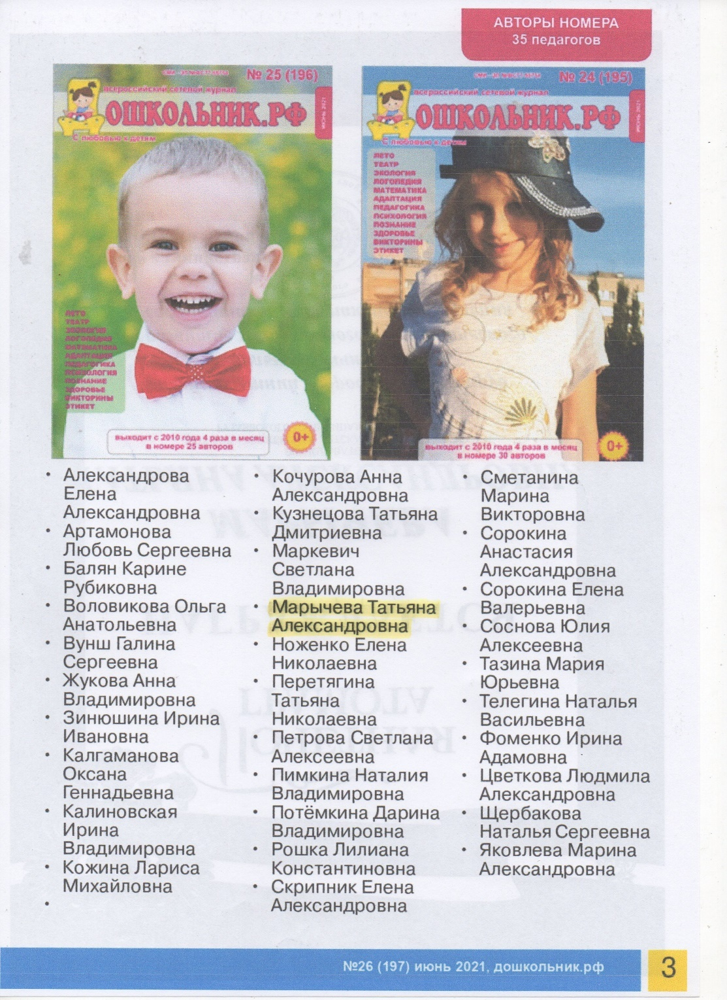 АВТОРЫ НОМЕРА
35 педагогов
№ 25 (196)
всероссийский сетевой журнал
ОШКОЛЬНИК.РФ
С любовью к детям
ИЮНЬ 2021
ЛЕТО
ТЕАТР
ЭКОЛОГИЯ
ЛОГОПЕДИЯ
МАТЕМАТИКА
АДАПТАЦИЯ
ПЕДАГОГИКА
ПСИХОЛОГИЯ
ПОЗНАНИЕ
ЗДОРОВЬЕ
ВИКТОРИНЫ
ЭТИКЕТ
выходит с 2010 года 4 раза в месяц
в номере 25 авторов
0+
№ 24 (195)
всероссийский сетевой журнал
ОШКОЛЬНИК.РФ
С любовью к детям
ИЮНЬ 2021
ЛЕТО
ТЕАТР
ЭКОЛОГИЯ
ЛОГОПЕДИЯ
МАТЕМАТИКА
АДАПТАЦИЯ
ПЕДАГОГИКА
ПСИХОЛОГИЯ
ПОЗНАНИЕ
ЗДОРОВЬЕ
ВИКТОРИНЫ
ЭТИКЕТ
выходит с 2010 года 4 раза в месяц
в номере 30 авторов
0+
• Александрова
Елена
Александровна
• Артамонова
Любовь Сергеевна
• Балян Карине
Рубиковна
• Воловикова Ольга
Анатольевна
• Вунш Галина
Сергеевна
• Жукова Анна
Владимировна
• Зинюшина Ирина
Ивановна
• Калгаманова
Оксана
Геннадьевна
• Калиновская
Ирина
Владимировна
• Кожина Лариса
Михайловна
•
• Кочурова Анна
Александровна
• Кузнецова Татьяна
Дмитриевна
• Маркевич
Светлана
Владимировна
• Марычева Татьяна
Александровна
• Ноженко Елена
Николаевна
• Перетягина
Татьяна
Николаевна
• Петрова Светлана
Алексеевна
• Пимкина Наталия
Владимировна
• Потёмкина Дарина
Владимировна
• Рошка Лилиана
Константиновна
• Скрипник Елена
Александровна
• Сметанина
Марина
Викторовна
• Сорокина
Анастасия
Александровна
• Сорокина Елена
Валерьевна
• Соснова Юлия
Алексеевна
• Тазина Мария
Юрьевна
• Телегина Наталья
Васильевна
• Фоменко Ирина
Адамовна
• Цветкова Людмила
Александровна
• Щербакова
Наталья Сергеевна
• Яковлева Марина
Александровна
№26 (197) июнь 2021, дошкольник.рф
3